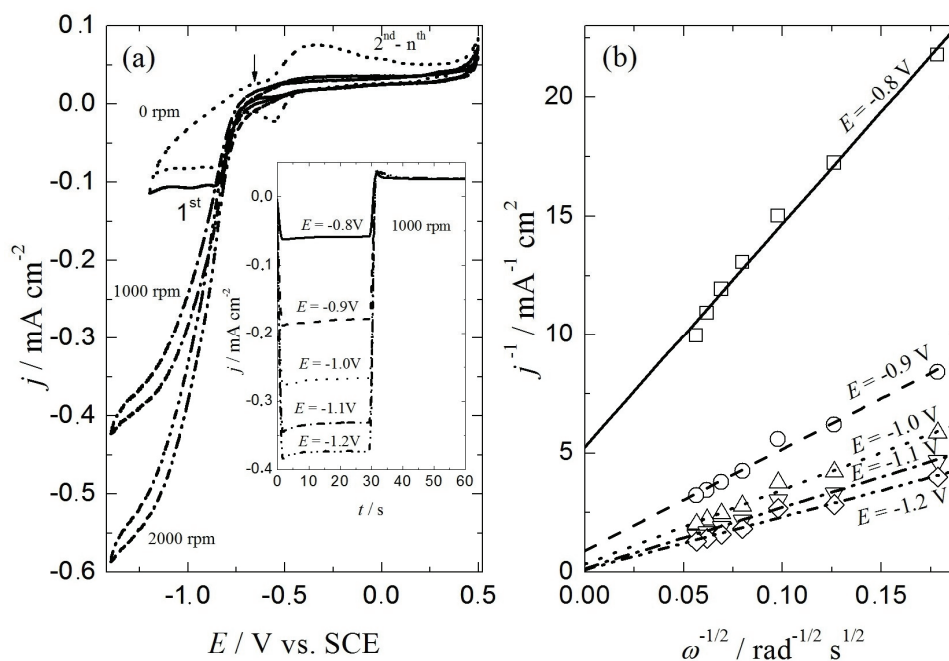 (a)
2nd - nth
0 rpm
1st
1000 rpm
2000 rpm
0.1
0.0
-0.1
-0.2
-0.3
-0.4
-0.5
-0.6
j / mA cm-2
-1.0
-0.5
0.0
0.5
E / V vs. SCE
0.0
-0.1
-0.2
-0.3
-0.4
j / mA cm-2
E = -0.8V
1000 rpm
E = -0.9V
E = -1.0V
E = -1.1V
E = -1.2V
0
10
20
30
40
50
60
t / s
(b)
20
15
10
5
0
j-1 / mA-1 cm2
E = -0.8 V
E = -0.9 V
E = -1.0 V
E = -1.1 V
E = -1.2 V
0.00
0.05
0.10
0.15
ω-1/2 / rad-1/2 s1/2